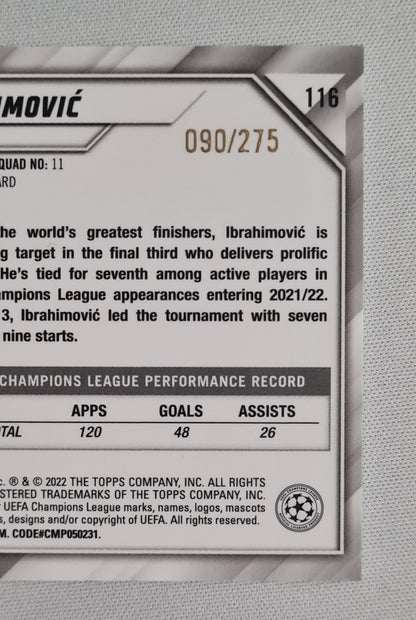 IMOVIĆ
116
090/275
QUAD NO: 11
ARD
he world's greatest finishers, Ibrahimović is
g target in the final third who delivers prolific
He's tied for seventh among active players in
ampions League appearances entering 2021/22.
3, Ibrahimović led the tournament with seven
nine starts.
CHAMPIONS LEAGUE PERFORMANCE RECORD
APPS GOALS ASSISTS
TAL 120 48 26
c. ® & © 2022 THE TOPPS COMPANY, INC. ALL RIGHTS
STERED TRADEMARKS OF THE TOPPS COMPANY, INC.
UEFA Champions League marks, names, logos, mascots
s, designs and/or copyright of UEFA. All rights reserved.
M. CODE#CMP050231.